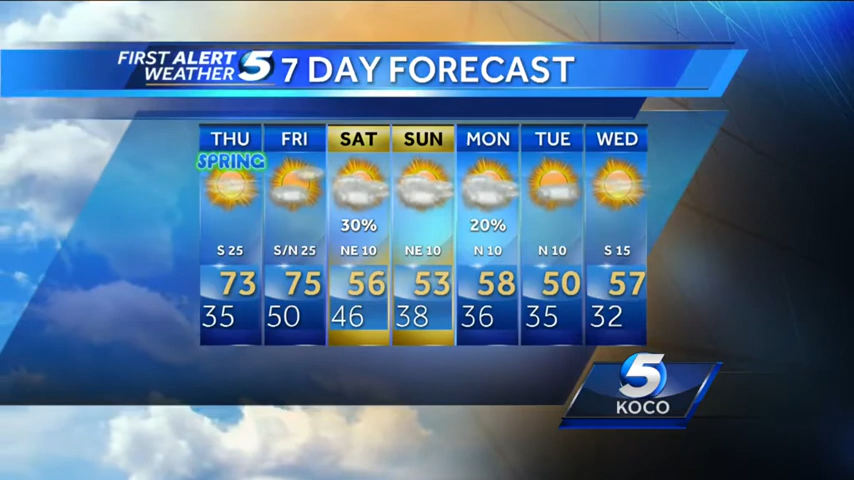 FIRST ALERT
WEATHER 5
7 DAY FORECAST
THU FRI SAT SUN MON TUE WED
SPRING
30% 20%
S 25 S/N 25 NE 10 NE 10 N 10 N 10 S 15
73 75 56 53 58 50 57
35 50 46 38 36 35 32
5
KOCO